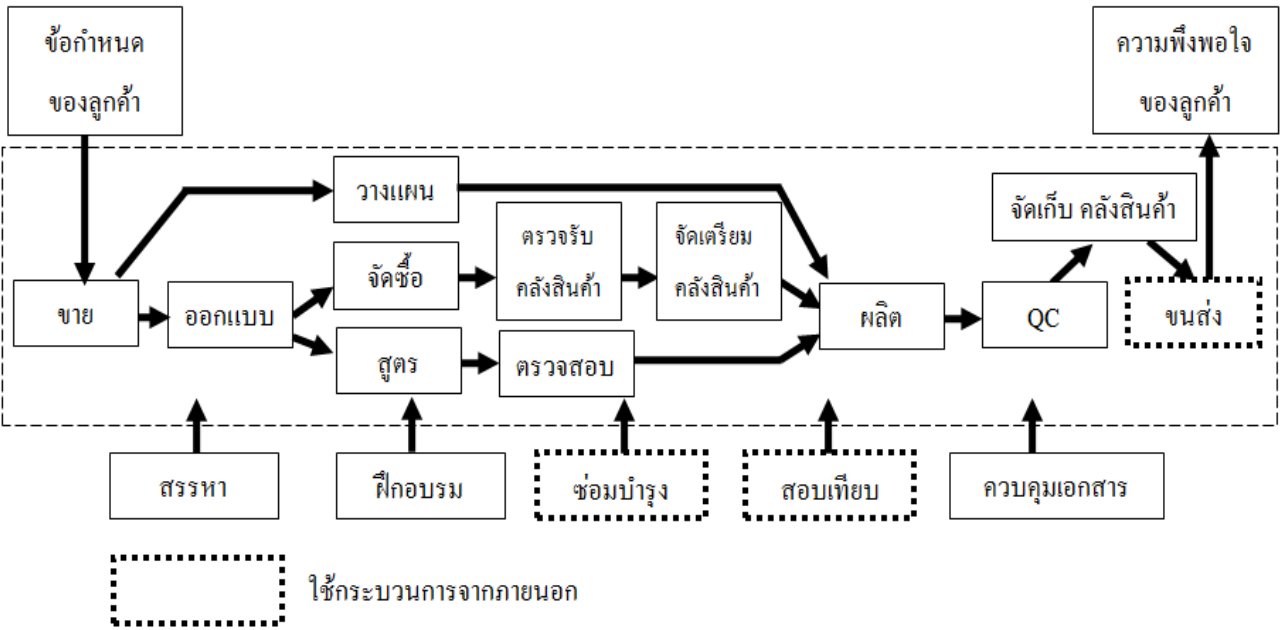 ข้อกำหนด
ของลูกค้า
ความพึงพอใจ
ของลูกค้า
วางแผน
จัดเก็บ คลังสินค้า
ตรวจรับ
คลังสินค้า
จัดเตรียม
คลังสินค้า
จัดซื้อ
ขาย
ออกแบบ
ผลิต
QC
ขนส่ง
สูตร
ตรวจสอบ
สรรหา
ฝึกอบรม
ซ่อมบำรุง
สอบเทียบ
ควบคุมเอกสาร
ใช้กระบวนการจากภายนอก